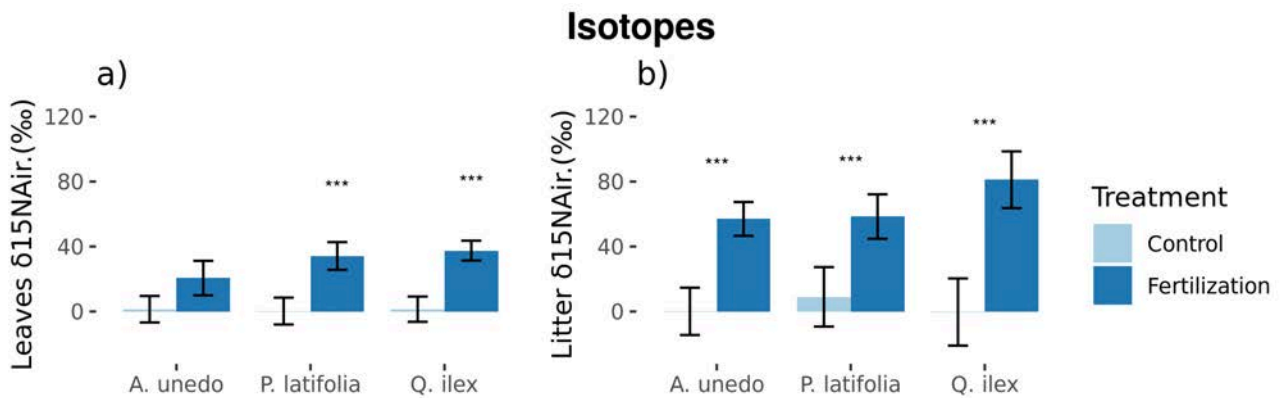 Isotopes
a)
Leaves δ15NAir.(‰)
120
80
40
0
***
***
A. unedo
P. latifolia
Q. ilex
b)
Litter δ15NAir.(‰)
120
80
40
0
***
***
***
A. unedo
P. latifolia
Q. ilex
Treatment
Control
Fertilization